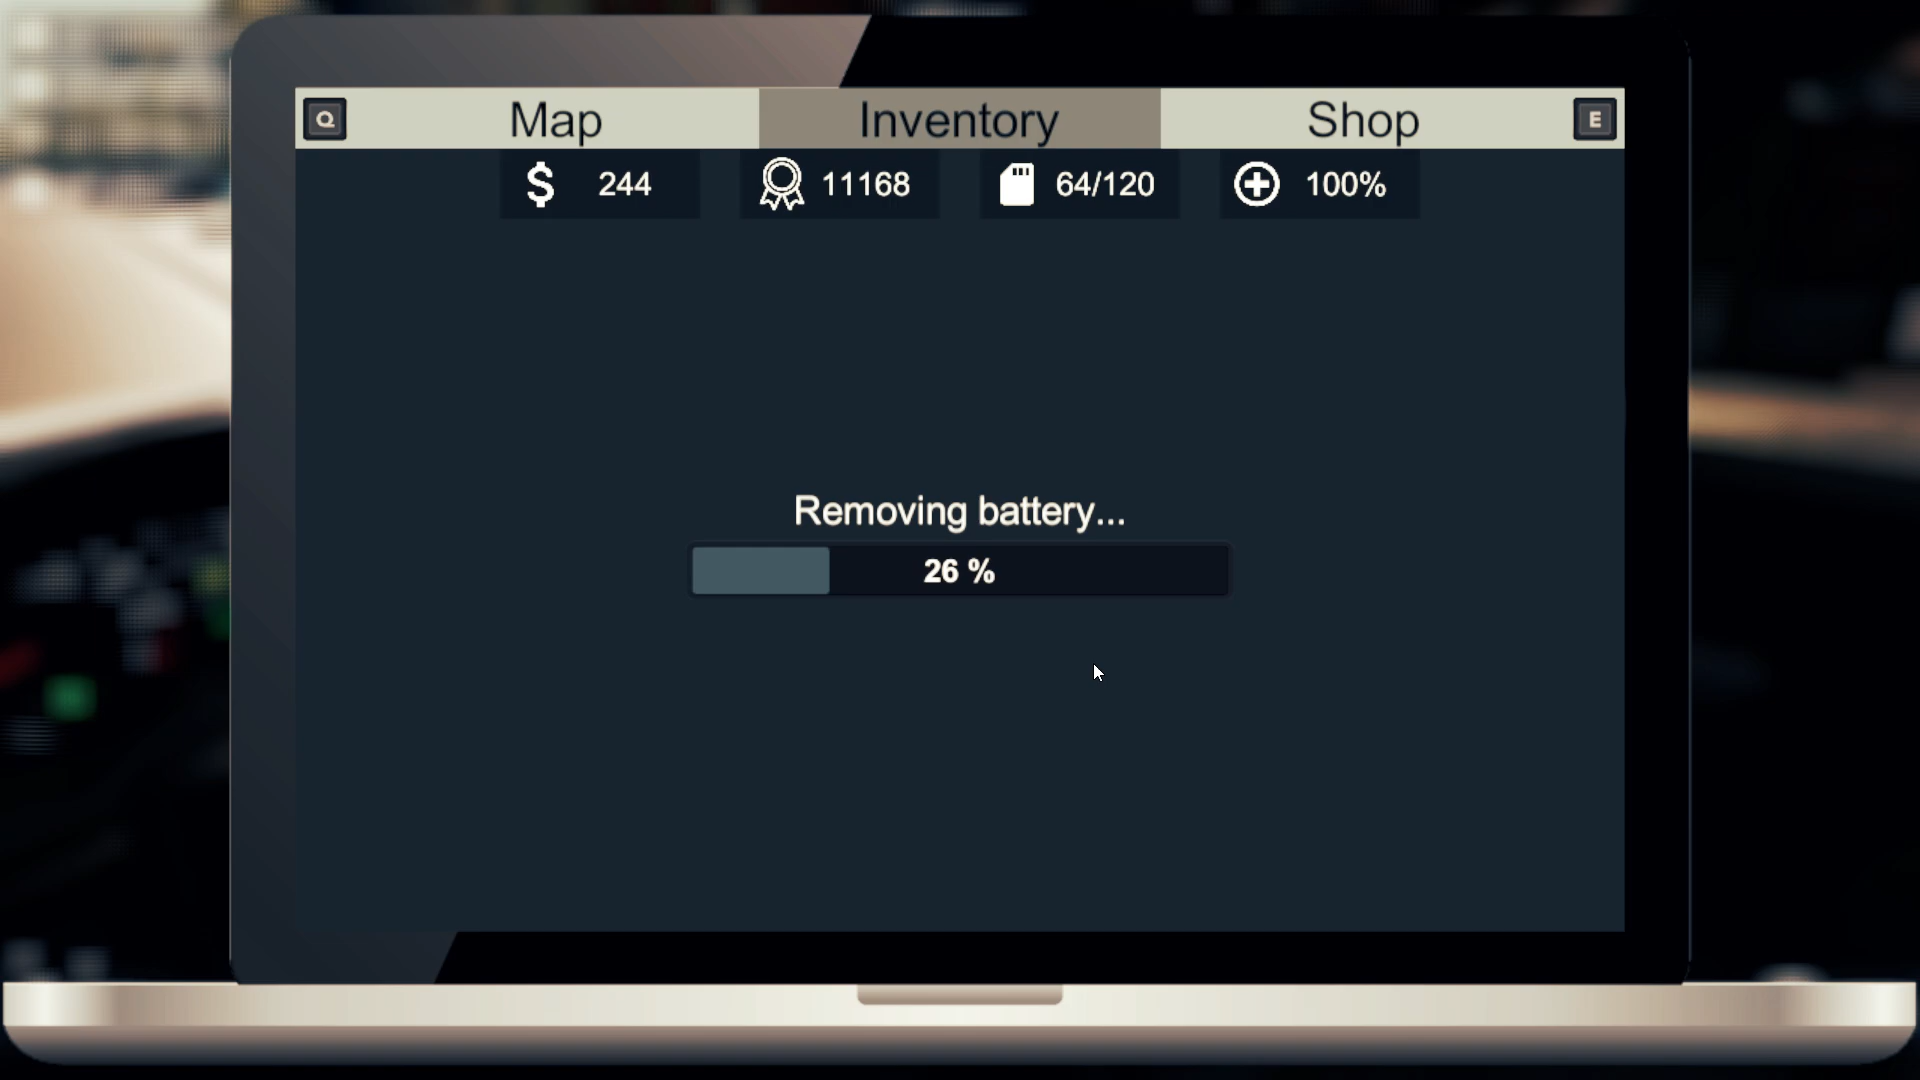 Q Map Inventory Shop E
$ 244 11168 64/120 100%
Removing battery...
26 %